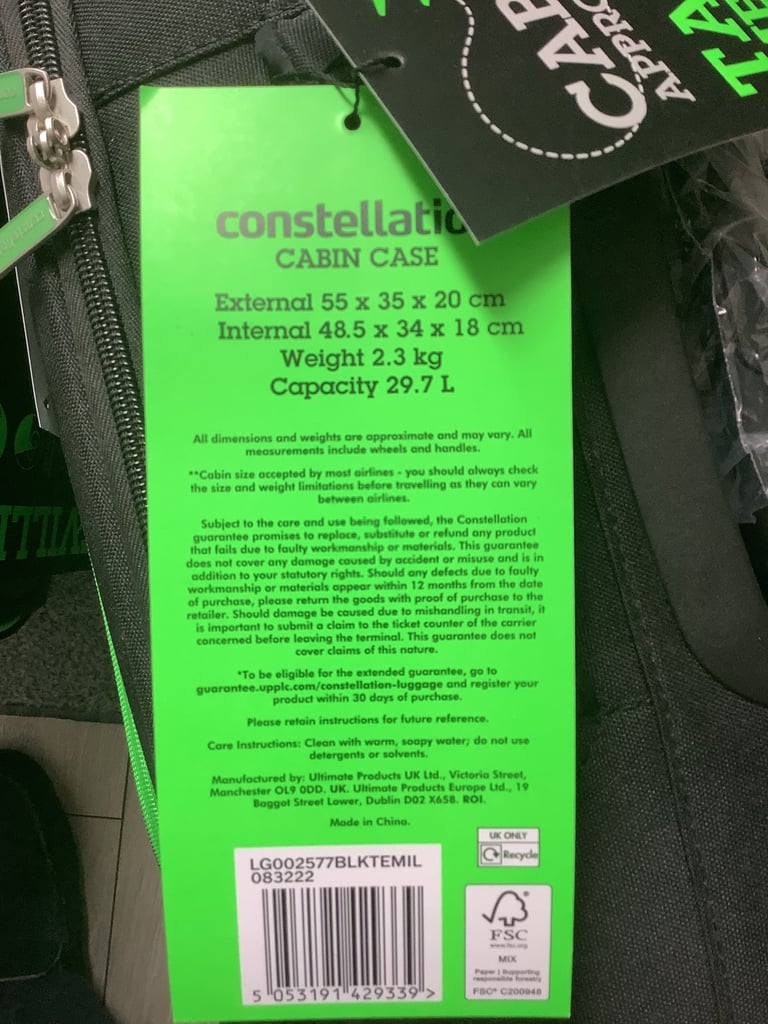 CAB
APPRO
TA
constellatio
CABIN CASE
External 55 x 35 x 20 cm
Internal 48.5 x 34 x 18 cm
Weight 2.3 kg
Capacity 29.7 L
All dimensions and weights are approximate and may vary. All
measurements include wheels and handles.
**Cabin size accepted by most airlines - you should always check
the size and weight limitations before travelling as they can vary
between airlines.
Subject to the care and use being followed, the Constellation
guarantee promises to replace, substitute or refund any product
that fails due to faulty workmanship or materials. This guarantee
does not cover any damage caused by accident or misuse and is in
addition to your statutory rights. Should any defects due to faulty
workmanship or materials appear within 12 months from the date
of purchase, please return the goods with proof of purchase to the
retailer. Should damage be caused due to mishandling in transit, it
is important to submit a claim to the ticket counter of the carrier
concerned before leaving the terminal. This guarantee does not
cover claims of this nature.
*To be eligible for the extended guarantee, go to
guarantee.upplc.com/constellation-luggage and register your
product within 30 days of purchase.
Please retain instructions for future reference.
Care Instructions: Clean with warm, soapy water; do not use
detergents or solvents.
Manufactured by: Ultimate Products UK Ltd., Victoria Street,
Manchester OL9 0DD. UK. Ultimate Products Europe Ltd., 19
Baggot Street Lower, Dublin D02 X658. ROI.
Made in China.
UK ONLY
Recycle
LG002577BLKTEMIL
083222
5 053191 429339 >
FSC
www.fsc.org
MIX
Paper | Supporting
responsible forestry
FSC® C200948